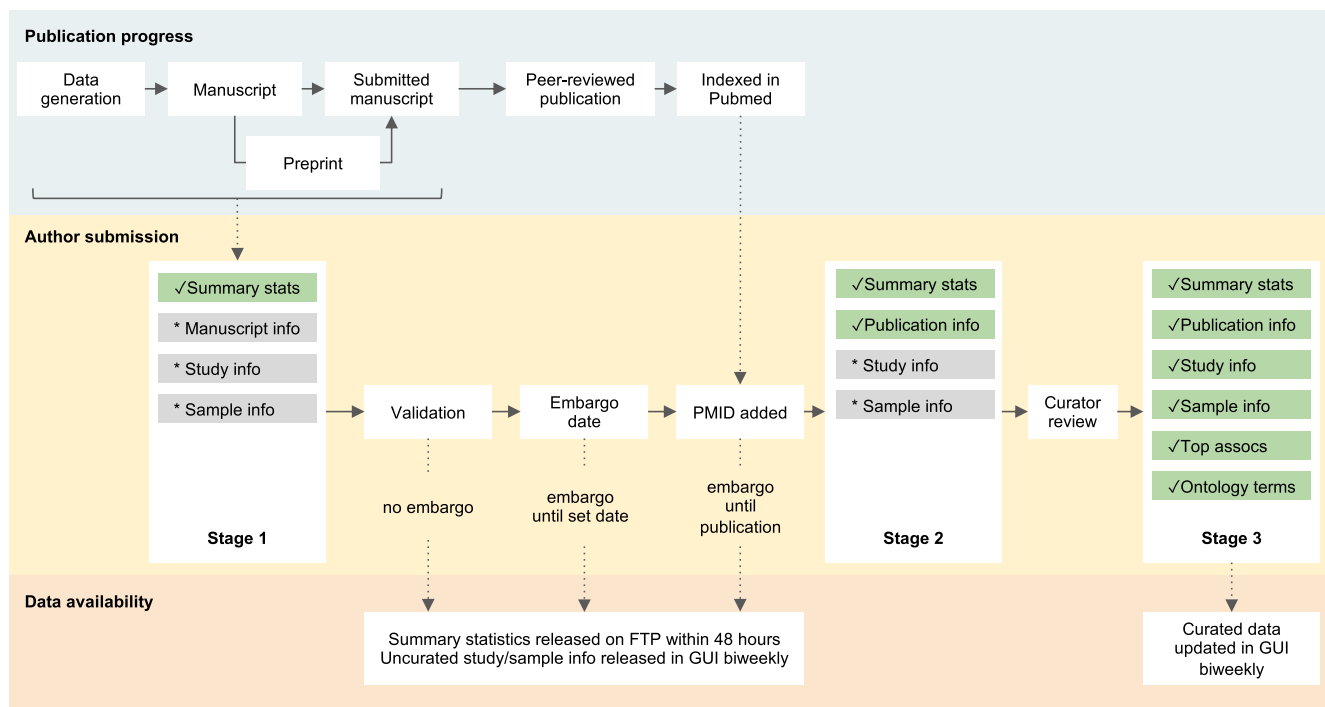 Publication progress
Data
generation
Manuscript
Submitted
manuscript
Peer-reviewed
publication
Indexed in
Pubmed
Preprint
Author submission
✓Summary stats
* Manuscript info
* Study info
* Sample info
Stage 1
Validation
Embargo
date
PMID added
no embargo
embargo
until set date
embargo
until
publication
✓Summary stats
✓Publication info
* Study info
* Sample info
Stage 2
Curator
review
✓Summary stats
✓Publication info
✓Study info
✓Sample info
✓Top assocs
✓Ontology terms
Stage 3
Data availability
Summary statistics released on FTP within 48 hours
Uncurated study/sample info released in GUI biweekly
Curated data
updated in GUI
biweekly